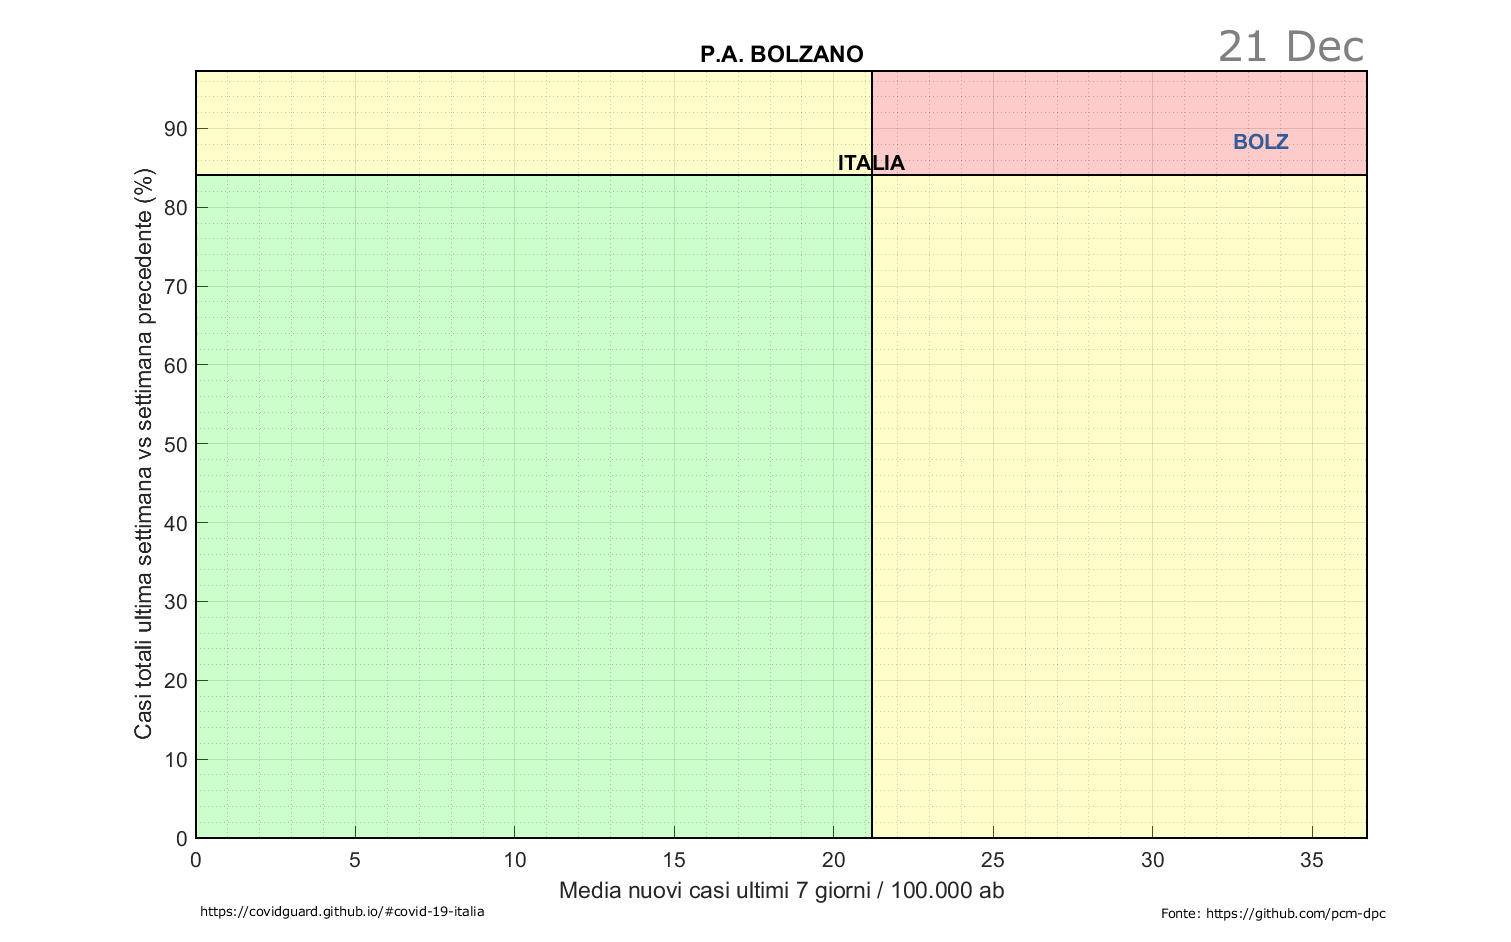 21 Dec
P.A. BOLZANO
BOLZ
ITALIA
Casi totali ultima settimana vs settimana precedente (%)
90
80
70
60
50
40
30
20
10
0
0 5 10 15 20 25 30 35
Media nuovi casi ultimi 7 giorni / 100.000 ab
https://covidguard.github.io/#covid-19-italia
Fonte: https://github.com/pcm-dpc